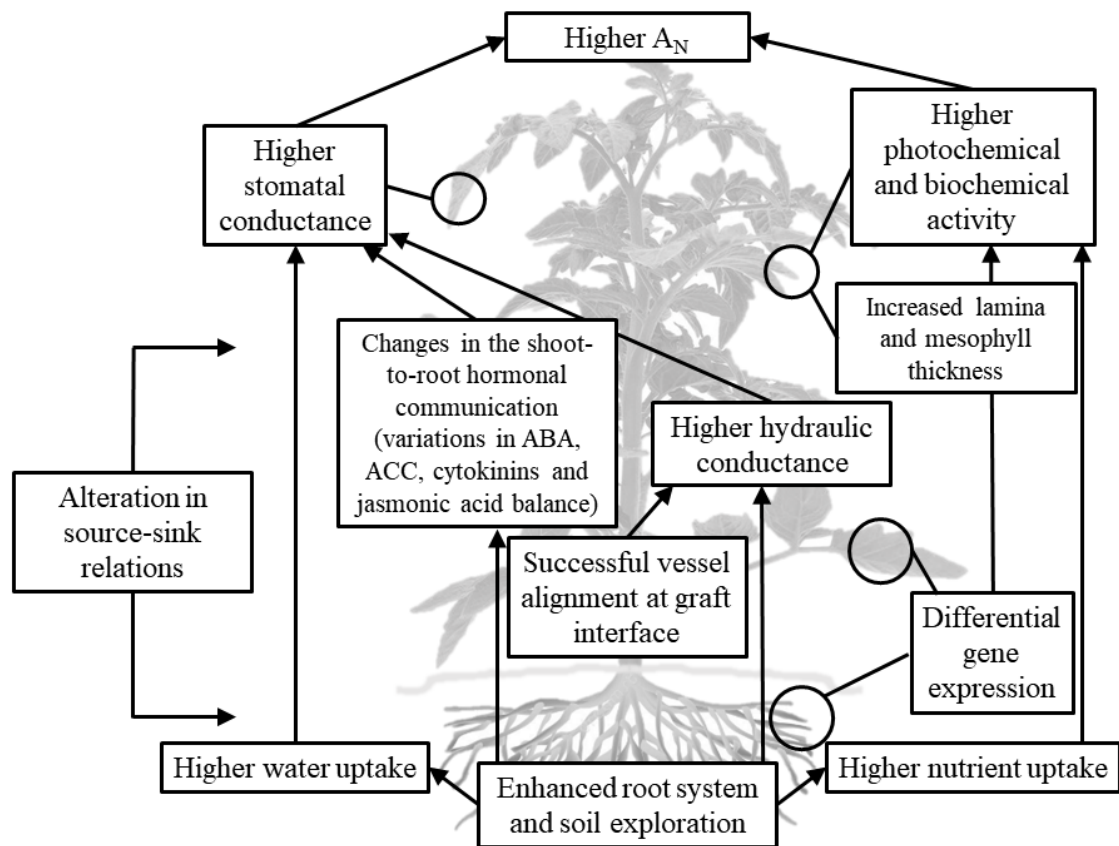 Higher A_N
Higher
stomatal
conductance
Higher
photochemical
and biochemical
activity
Increased lamina
and mesophyll
thickness
Changes in the shoot-
to-root hormonal
communication
(variations in ABA,
ACC, cytokinins and
jasmonic acid balance)
Higher hydraulic
conductance
Alteration in
source-sink
relations
Successful vessel
alignment at graft
interface
Differential
gene
expression
Higher water uptake
Enhanced root system
and soil exploration
Higher nutrient uptake